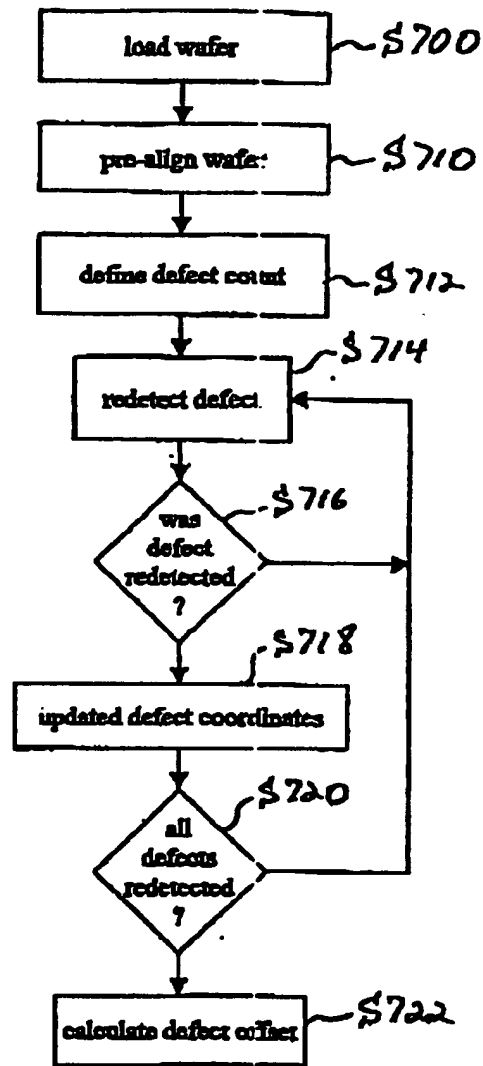 load wafer
S700
pre-align wafer
S710
define defect count
S712
S714
redetect defect
S716
was
defect
redetected
?
S718
updated defect coordinates
S720
all
defects
redetected
?
calculate defect offset
S722